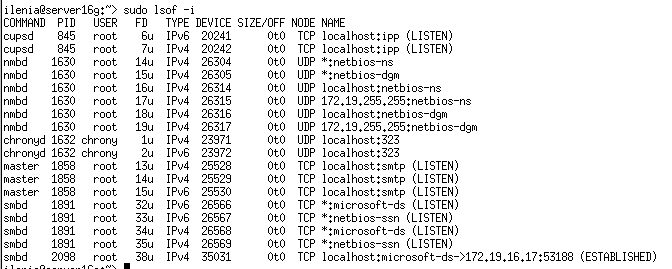 ilenia@server16g:~> sudo lsof -i
COMMAND  PID   USER   FD   TYPE DEVICE SIZE/OFF NODE NAME
cupsd    845   root    6u  IPv6  20241      0t0  TCP localhost:ipp (LISTEN)
cupsd    845   root    7u  IPv4  20242      0t0  TCP localhost:ipp (LISTEN)
nmbd    1630   root   14u  IPv4  26304      0t0  UDP *:netbios-ns
nmbd    1630   root   15u  IPv4  26305      0t0  UDP *:netbios-dgm
nmbd    1630   root   16u  IPv4  26314      0t0  UDP localhost:netbios-ns
nmbd    1630   root   17u  IPv4  26315      0t0  UDP 172.19.255.255:netbios-ns
nmbd    1630   root   18u  IPv4  26316      0t0  UDP localhost:netbios-dgm
nmbd    1630   root   19u  IPv4  26317      0t0  UDP 172.19.255.255:netbios-dgm
chronyd 1632 chrony    1u  IPv4  23971      0t0  UDP localhost:323
chronyd 1632 chrony    2u  IPv6  23972      0t0  UDP localhost:323
master  1858   root   13u  IPv4  25528      0t0  TCP localhost:smtp (LISTEN)
master  1858   root   14u  IPv4  25529      0t0  TCP localhost:smtp (LISTEN)
master  1858   root   15u  IPv6  25530      0t0  TCP localhost:smtp (LISTEN)
smbd    1891   root   32u  IPv6  26566      0t0  TCP *:microsoft-ds (LISTEN)
smbd    1891   root   33u  IPv6  26567      0t0  TCP *:netbios-ssn (LISTEN)
smbd    1891   root   34u  IPv4  26568      0t0  TCP *:microsoft-ds (LISTEN)
smbd    1891   root   35u  IPv4  26569      0t0  TCP *:netbios-ssn (LISTEN)
smbd    2098   root   38u  IPv4  35031      0t0  TCP localhost:microsoft-ds->172.19.16.17:53188 (ESTABLISHED)
ilenia@server16g:~>